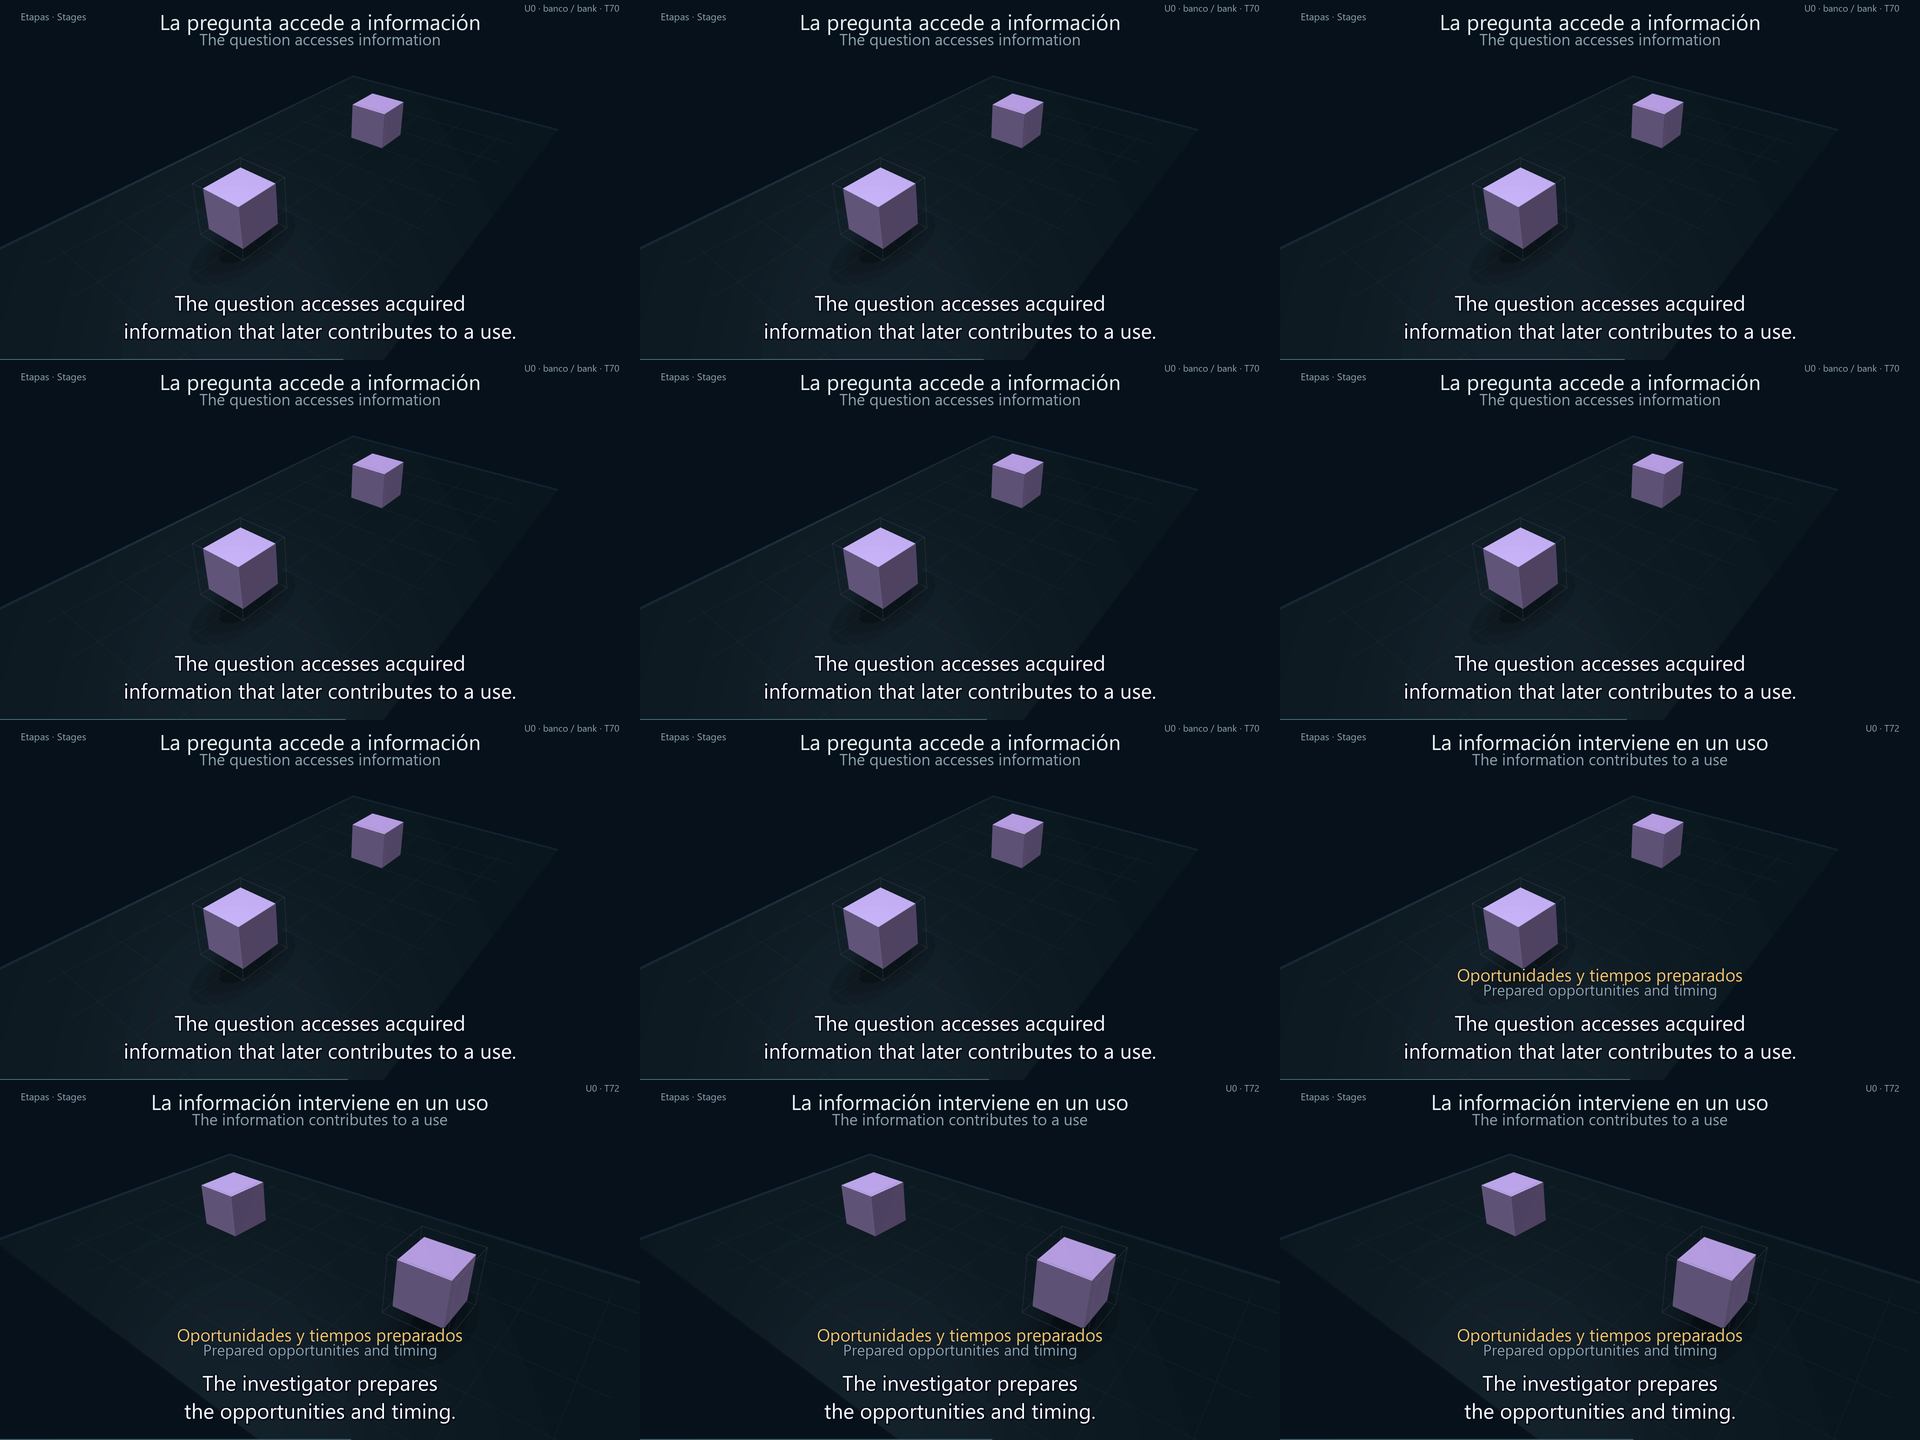 Etapas · Stages
U0 · banco / bank · T70
La pregunta accede a información
The question accesses information
The question accesses acquired
information that later contributes to a use.
Etapas · Stages
U0 · banco / bank · T70
La pregunta accede a información
The question accesses information
The question accesses acquired
information that later contributes to a use.
Etapas · Stages
U0 · banco / bank · T70
La pregunta accede a información
The question accesses information
The question accesses acquired
information that later contributes to a use.
Etapas · Stages
U0 · banco / bank · T70
La pregunta accede a información
The question accesses information
The question accesses acquired
information that later contributes to a use.
Etapas · Stages
U0 · banco / bank · T70
La pregunta accede a información
The question accesses information
The question accesses acquired
information that later contributes to a use.
Etapas · Stages
U0 · banco / bank · T70
La pregunta accede a información
The question accesses information
The question accesses acquired
information that later contributes to a use.
Etapas · Stages
U0 · banco / bank · T70
La pregunta accede a información
The question accesses information
The question accesses acquired
information that later contributes to a use.
Etapas · Stages
U0 · banco / bank · T70
La pregunta accede a información
The question accesses information
The question accesses acquired
information that later contributes to a use.
Etapas · Stages
U0 · T72
La información interviene en un uso
The information contributes to a use
Oportunidades y tiempos preparados
Prepared opportunities and timing
The question accesses acquired
information that later contributes to a use.
Etapas · Stages
U0 · T72
La información interviene en un uso
The information contributes to a use
Oportunidades y tiempos preparados
Prepared opportunities and timing
The investigator prepares
the opportunities and timing.
Etapas · Stages
U0 · T72
La información interviene en un uso
The information contributes to a use
Oportunidades y tiempos preparados
Prepared opportunities and timing
The investigator prepares
the opportunities and timing.
Etapas · Stages
U0 · T72
La información interviene en un uso
The information contributes to a use
Oportunidades y tiempos preparados
Prepared opportunities and timing
The investigator prepares
the opportunities and timing.